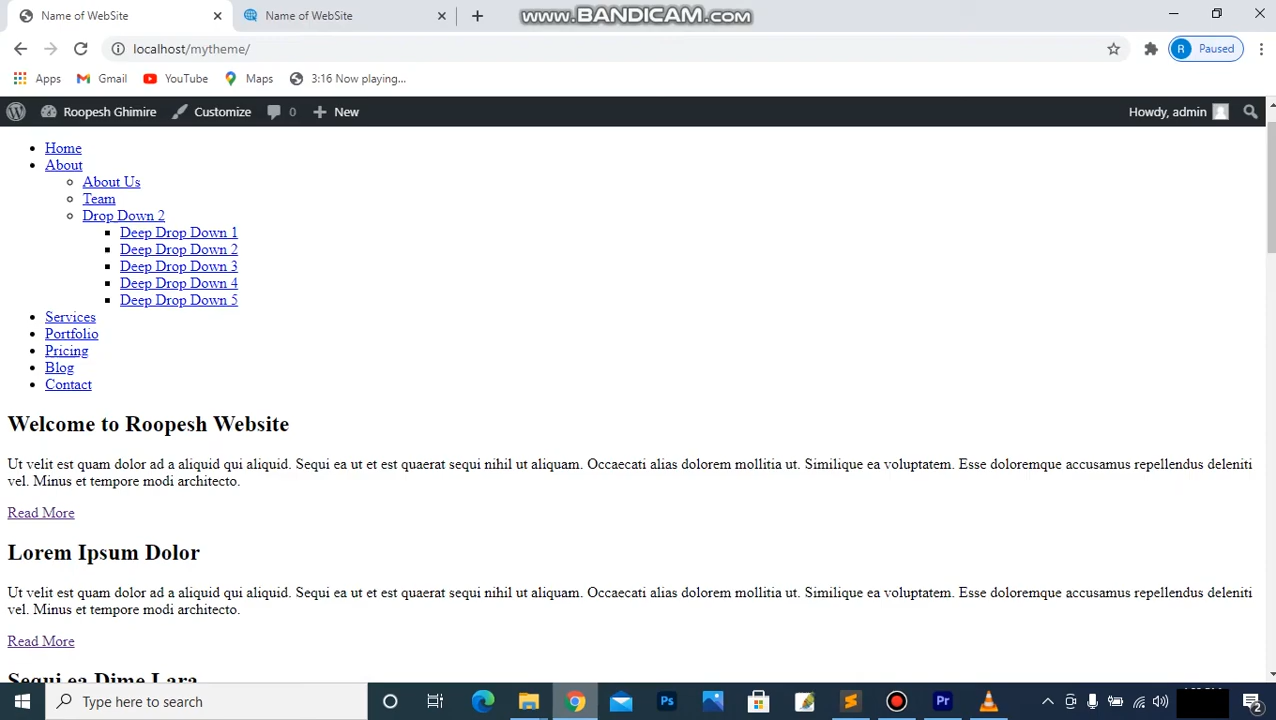 Name of WebSite
Name of WebSite
www.BANDICAM.com
localhost/mytheme/
R Paused
Apps Gmail YouTube Maps 3:16 Now playing...
Roopesh Ghimire Customize 0 New Howdy, admin
Home
About
About Us
Team
Drop Down 2
Deep Drop Down 1
Deep Drop Down 2
Deep Drop Down 3
Deep Drop Down 4
Deep Drop Down 5
Services
Portfolio
Pricing
Blog
Contact
Welcome to Roopesh Website
Ut velit est quam dolor ad a aliquid qui aliquid. Sequi ea ut et est quaerat sequi nihil ut aliquam. Occaecati alias dolorem mollitia ut. Similique ea voluptatem. Esse doloremque accusamus repellendus deleniti
vel. Minus et tempore modi architecto.
Read More
Lorem Ipsum Dolor
Ut velit est quam dolor ad a aliquid qui aliquid. Sequi ea ut et est quaerat sequi nihil ut aliquam. Occaecati alias dolorem mollitia ut. Similique ea voluptatem. Esse doloremque accusamus repellendus deleniti
vel. Minus et tempore modi architecto.
Read More
Sequi ea Dime Lara
Type here to search
Ps
Pr
2